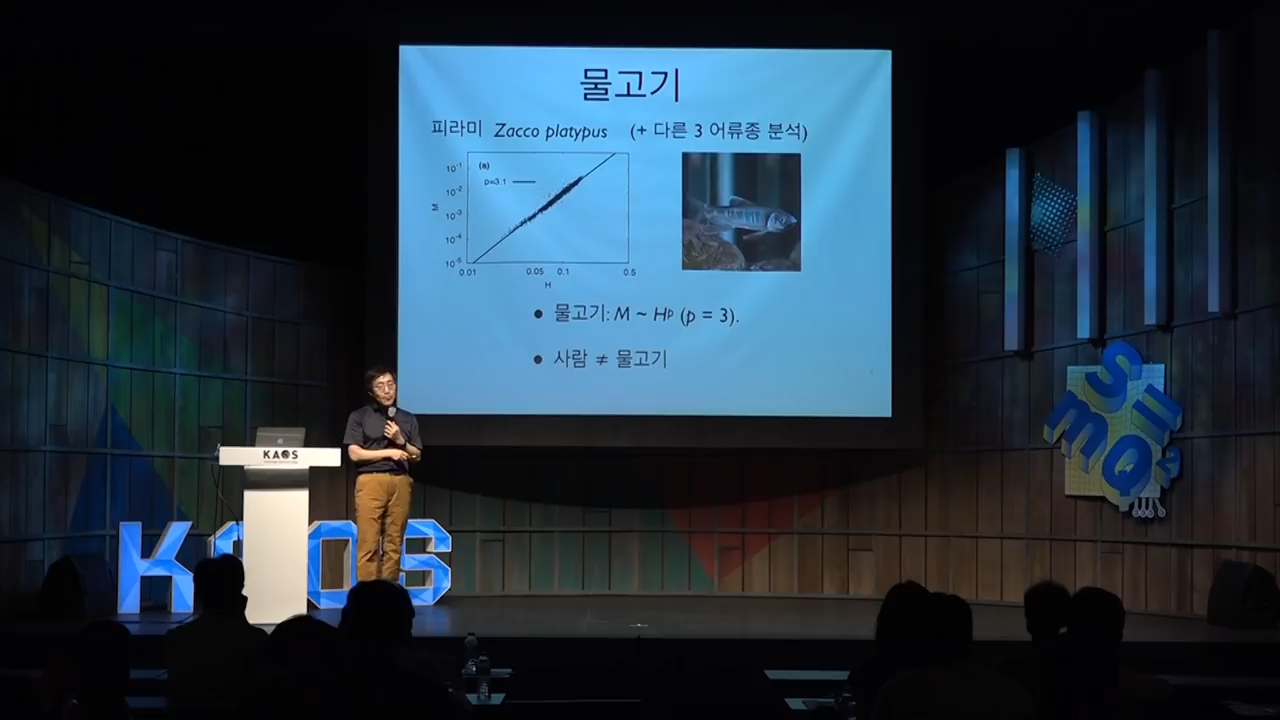 물고기
피라미 Zacco platypus (+ 다른 3 어류종 분석)
(a)
p=3.1
10⁻¹
10⁻²
10⁻³
10⁻⁴
10⁻⁵
M
0.01 0.05 0.1 0.5
H
● 물고기: M ~ Hᵖ (p = 3).
● 사람 ≠ 물고기
KAOS
KAOS